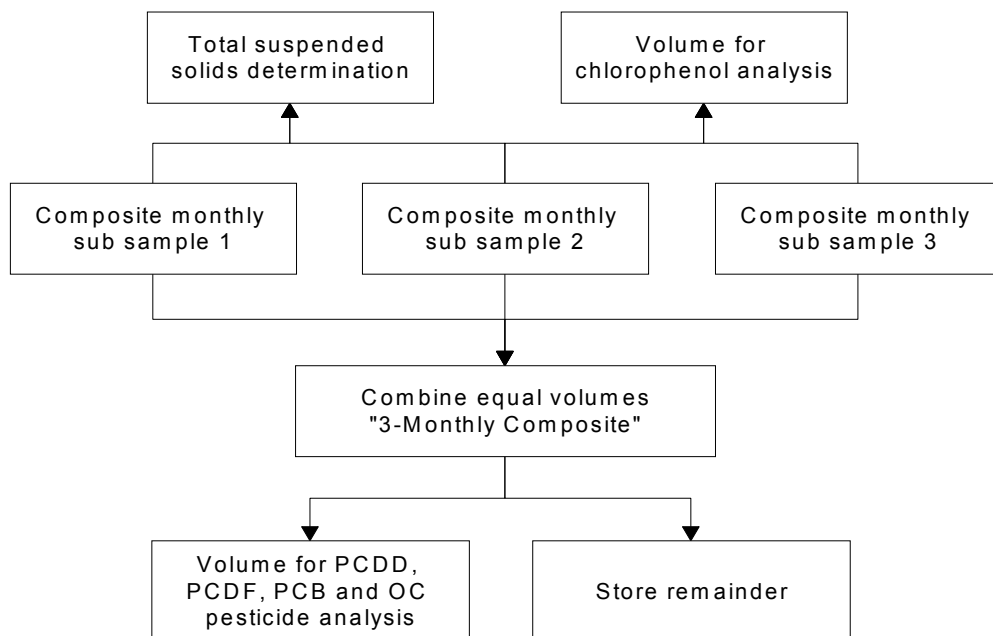 Total suspended
solids determination
Volume for
chlorophenol analysis
Composite monthly
sub sample 1
Composite monthly
sub sample 2
Composite monthly
sub sample 3
Combine equal volumes
"3-Monthly Composite"
Volume for PCDD,
PCDF, PCB and OC
pesticide analysis
Store remainder